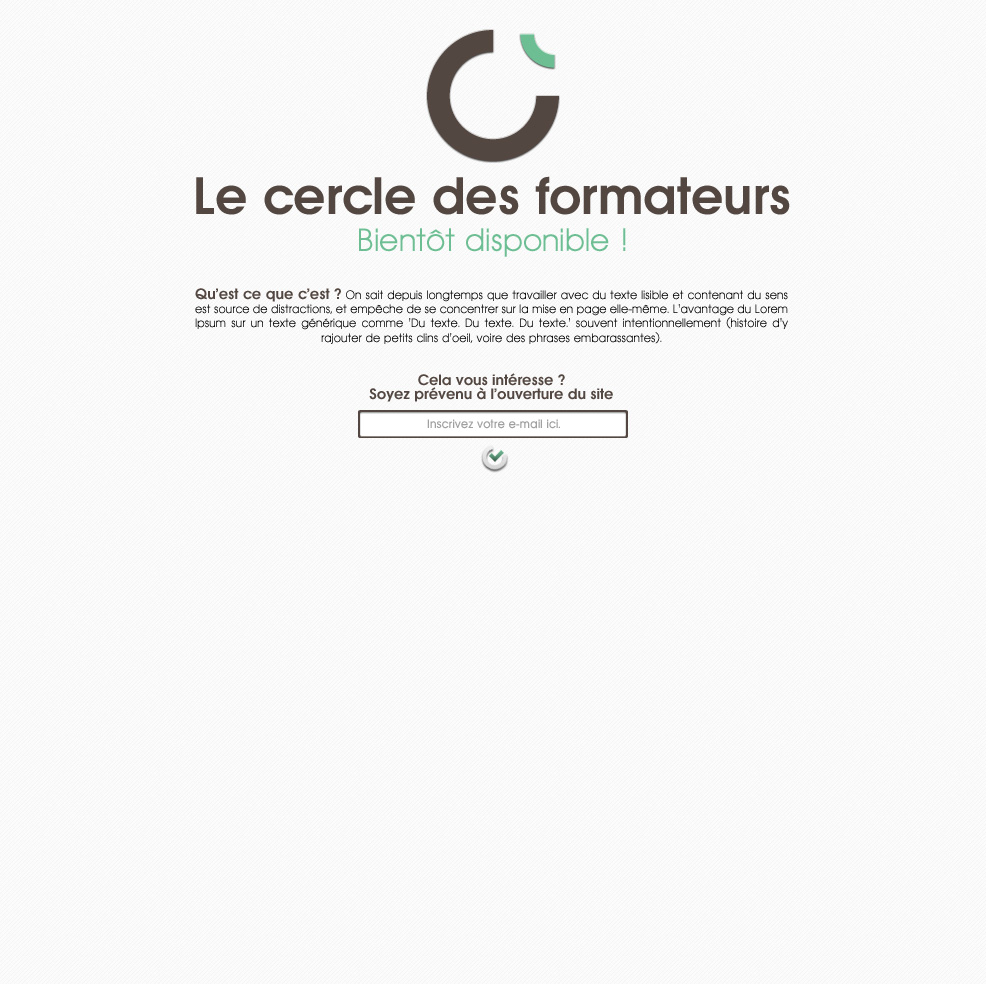 Le cercle des formateurs
Bientôt disponible !
Qu'est ce que c'est ? On sait depuis longtemps que travailler avec du texte lisible et contenant du sens
est source de distractions, et empêche de se concentrer sur la mise en page elle-même. L'avantage du Lorem
Ipsum sur un texte générique comme 'Du texte. Du texte. Du texte.' souvent intentionnellement (histoire d'y
rajouter de petits clins d'oeil, voire des phrases embarassantes).
Cela vous intéresse ?
Soyez prévenu à l'ouverture du site
Inscrivez votre e-mail ici.